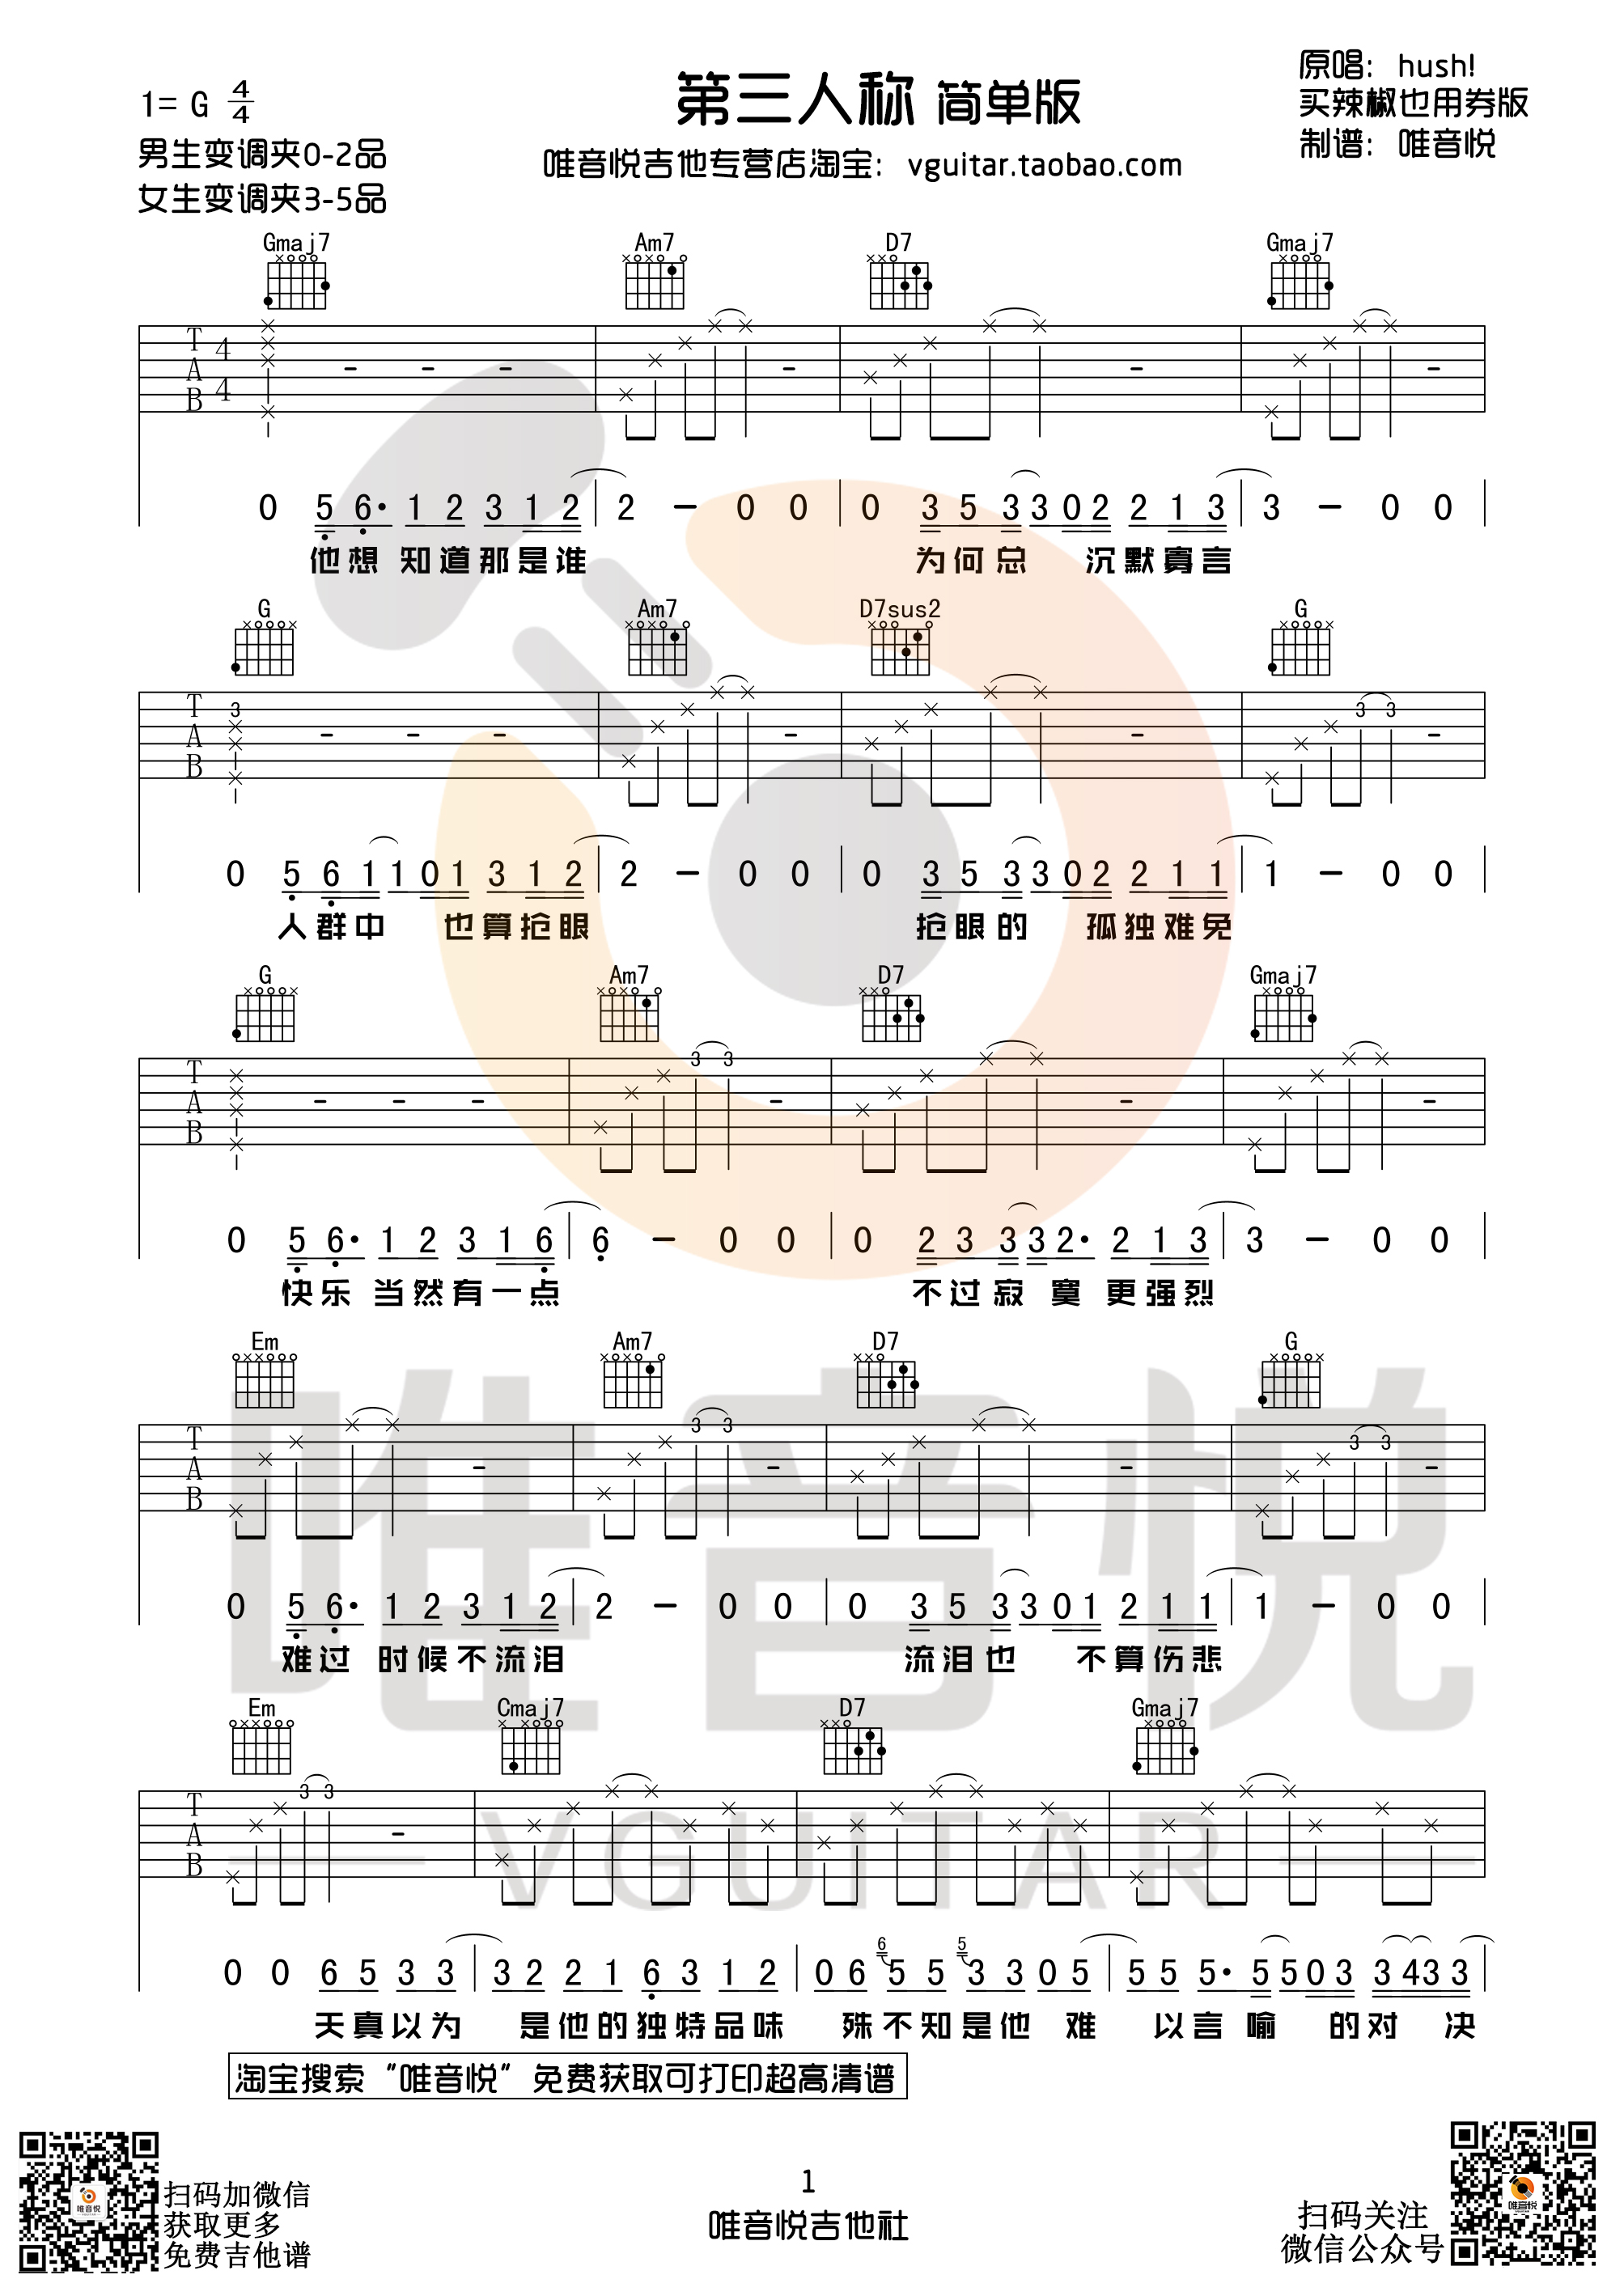 1= G 4/4
男生变调夹0-2品
女生变调夹3-5品
第三人称 简单版
唯音悦吉他专营店淘宝：vguitar.taobao.com
原唱：hush!
买辣椒也用券版
制谱：唯音悦
Gmaj7 Am7 D7 Gmaj7
T A B 4 4
0 5 6· 1 2 3 1 2 | 2 － 0 0 | 0 3 5 3 3 0 2 2 1 3 | 3 － 0 0 |
他想 知道那是谁 为何总 沉默寡言
G Am7 D7sus2 G
T A B 3 3 3
0 5 6 1 1 0 1 3 1 2 | 2 － 0 0 | 0 3 5 3 3 0 2 2 1 1 | 1 － 0 0 |
人群中 也算抢眼 抢眼的 孤独难免
G Am7 D7 Gmaj7
T A B 3 3
0 5 6· 1 2 3 1 6 | 6 － 0 0 | 0 2 3 3 3 2· 2 1 3 | 3 － 0 0 |
快乐 当然有一点 不过寂 寞 更强烈
Em Am7 D7 G
T A B 3 3 3 3
0 5 6· 1 2 3 1 2 | 2 － 0 0 | 0 3 5 3 3 0 1 2 1 1 | 1 － 0 0 |
难过 时候不流泪 流泪也 不算伤悲
Em Cmaj7 D7 Gmaj7
T A B 3 3
0 0 6 5 3 3 | 3 2 2 1 6 3 1 2 | 0 6 6 5 5 5 3 3 0 5 | 5 5 5· 5 5 0 3 3 4 3 3 |
天真以为 是他的独特品味 殊不知是他 难 以言 喻 的对 决
淘宝搜索“唯音悦”免费获取可打印超高清谱
唯音悦
VGUITAR
扫码加微信
获取更多
免费吉他谱
1
唯音悦吉他社
扫码关注
微信公众号
唯音悦
唯音悦